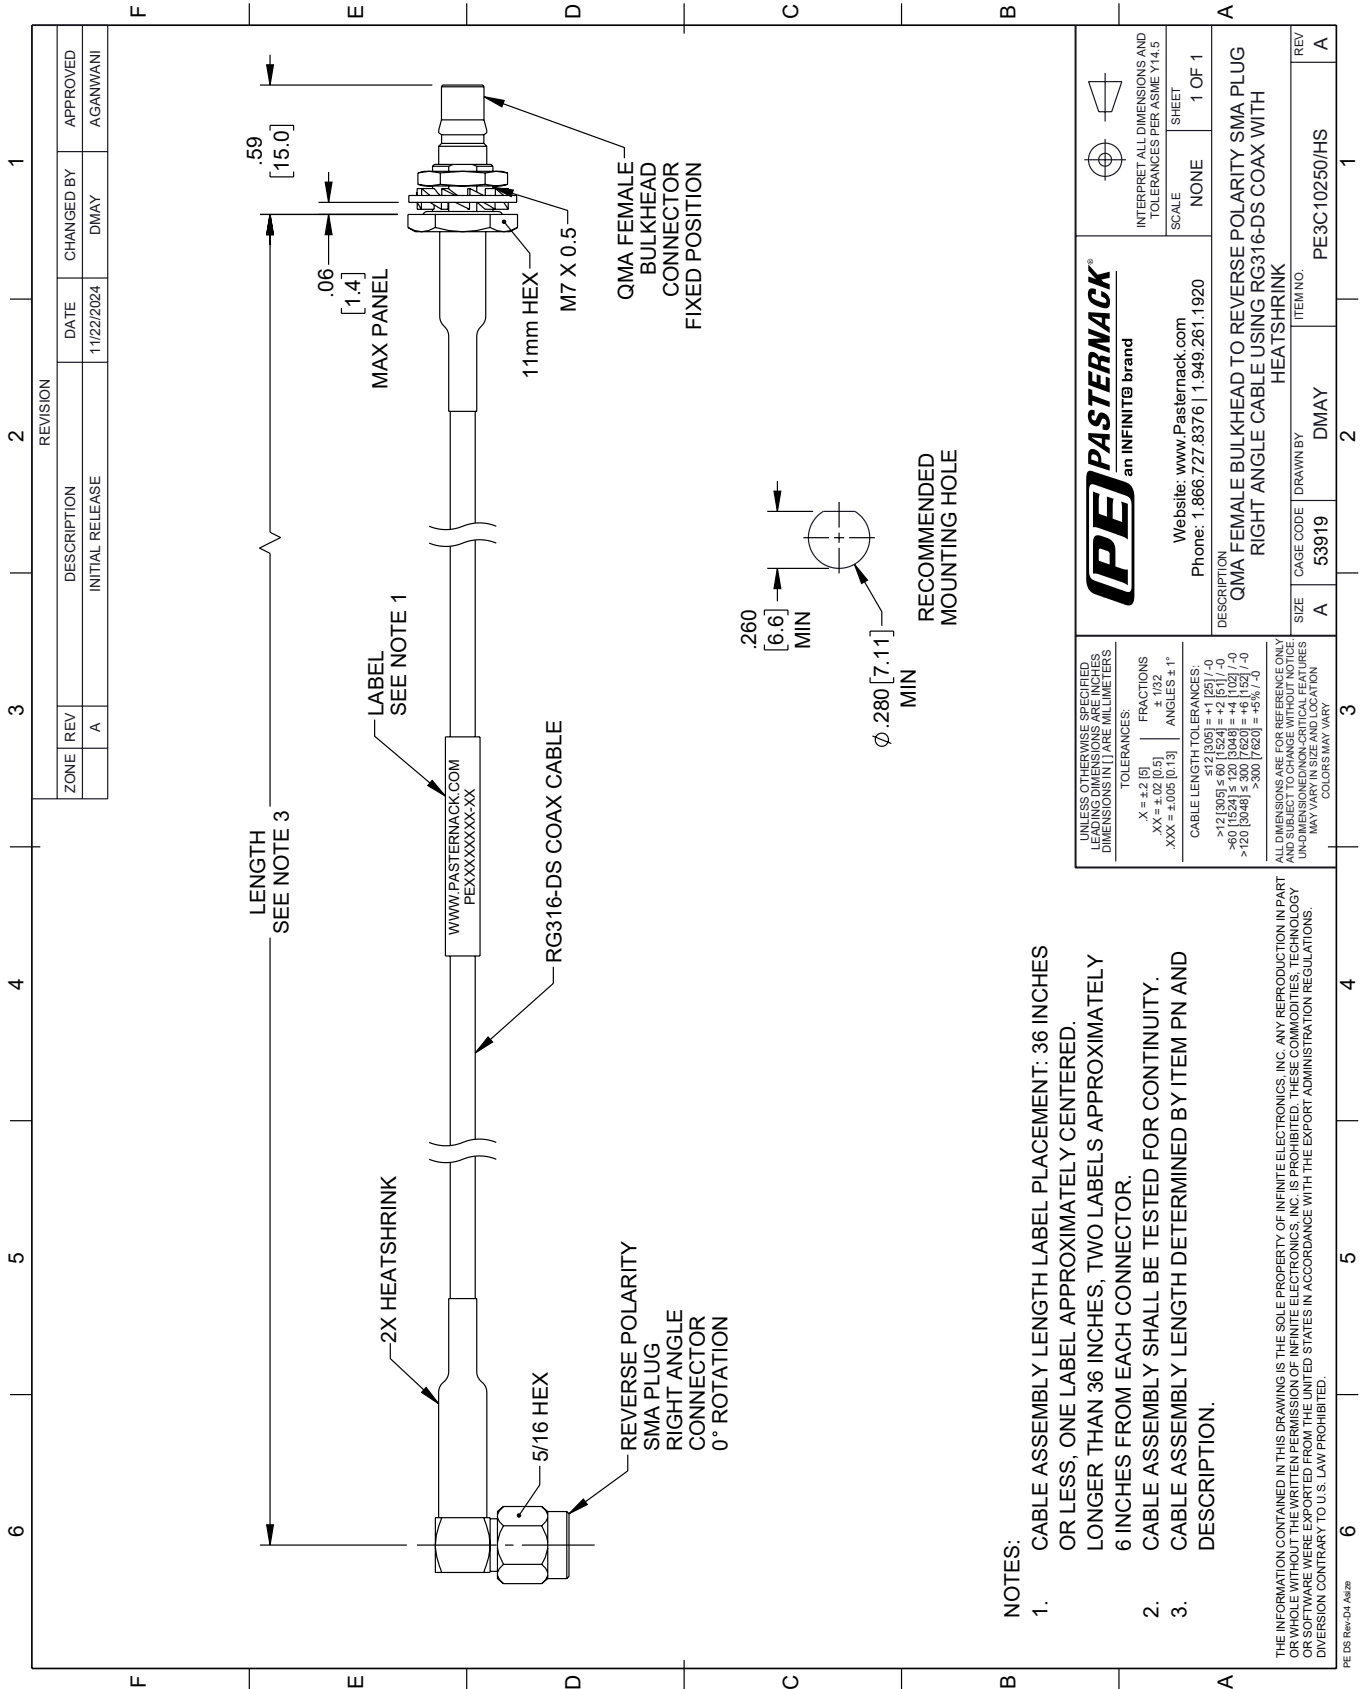 6
5
4
3
2
1
F
E
D
C
B
A
REVISION
ZONE
REV
DESCRIPTION
DATE
CHANGED BY
APPROVED
A
INITIAL RELEASE
11/22/2024
DMAY
AGANWANI
LENGTH
SEE NOTE 3
.59
[15.0]
.06
[1.4]
MAX PANEL
2X HEATSHRINK
LABEL
SEE NOTE 1
WWW.PASTERNACK.COM
PEXXXXXXXX-XX
RG316-DS COAX CABLE
5/16 HEX
REVERSE POLARITY
SMA PLUG
RIGHT ANGLE
CONNECTOR
0° ROTATION
11mm HEX
M7 X 0.5
QMA FEMALE
BULKHEAD
CONNECTOR
FIXED POSITION
.260
[6.6]
MIN
Ø.280 [7.11]
MIN
RECOMMENDED
MOUNTING HOLE
NOTES:
1. CABLE ASSEMBLY LENGTH LABEL PLACEMENT: 36 INCHES
OR LESS, ONE LABEL APPROXIMATELY CENTERED.
LONGER THAN 36 INCHES, TWO LABELS APPROXIMATELY
6 INCHES FROM EACH CONNECTOR.
2. CABLE ASSEMBLY SHALL BE TESTED FOR CONTINUITY.
3. CABLE ASSEMBLY LENGTH DETERMINED BY ITEM PN AND
DESCRIPTION.
THE INFORMATION CONTAINED IN THIS DRAWING IS THE SOLE PROPERTY OF INFINITE ELECTRONICS, INC. ANY REPRODUCTION IN PART
OR WHOLE WITHOUT THE WRITTEN PERMISSION OF INFINITE ELECTRONICS, INC. IS PROHIBITED. THESE COMMODITIES, TECHNOLOGY
OR SOFTWARE WERE EXPORTED FROM THE UNITED STATES IN ACCORDANCE WITH THE EXPORT ADMINISTRATION REGULATIONS.
DIVERSION CONTRARY TO U.S. LAW PROHIBITED.
UNLESS OTHERWISE SPECIFIED
LEADING DIMENSIONS ARE INCHES
DIMENSIONS IN [ ] ARE MILLIMETERS
TOLERANCES:
.X = ±.2 [5]
.XX = ±.02 [0.5]
.XXX = ±.005 [0.13]
FRACTIONS
± 1/32
ANGLES ± 1°
CABLE LENGTH TOLERANCES:
≤12 [305] = +1 [25] / -0
>12 [305] ≤ 60 [1524] = +2 [51] / -0
>60 [1524] ≤ 120 [3048] = +4 [102] / -0
>120 [3048] ≤ 300 [7620] = +6 [152] / -0
>300 [7620] = +5% / -0
ALL DIMENSIONS ARE FOR REFERENCE ONLY
AND SUBJECT TO CHANGE WITHOUT NOTICE.
UN-DIMENSIONED/NON-CRITICAL FEATURES
MAY VARY IN SIZE AND LOCATION
COLORS MAY VARY
PE PASTERNACK®
an INFINIT@ brand
Website: www.Pasternack.com
Phone: 1.866.727.8376 | 1.949.261.1920
INTERPRET ALL DIMENSIONS AND
TOLERANCES PER ASME Y14.5
SCALE
NONE
SHEET
1 OF 1
DESCRIPTION
QMA FEMALE BULKHEAD TO REVERSE POLARITY SMA PLUG
RIGHT ANGLE CABLE USING RG316-DS COAX WITH
HEATSHRINK
SIZE
A
CAGE CODE
53919
DRAWN BY
DMAY
ITEM NO.
PE3C10250/HS
REV
A
PE DS Rev-D4 Asize
6
5
4
3
2
1
F
E
D
C
B
A